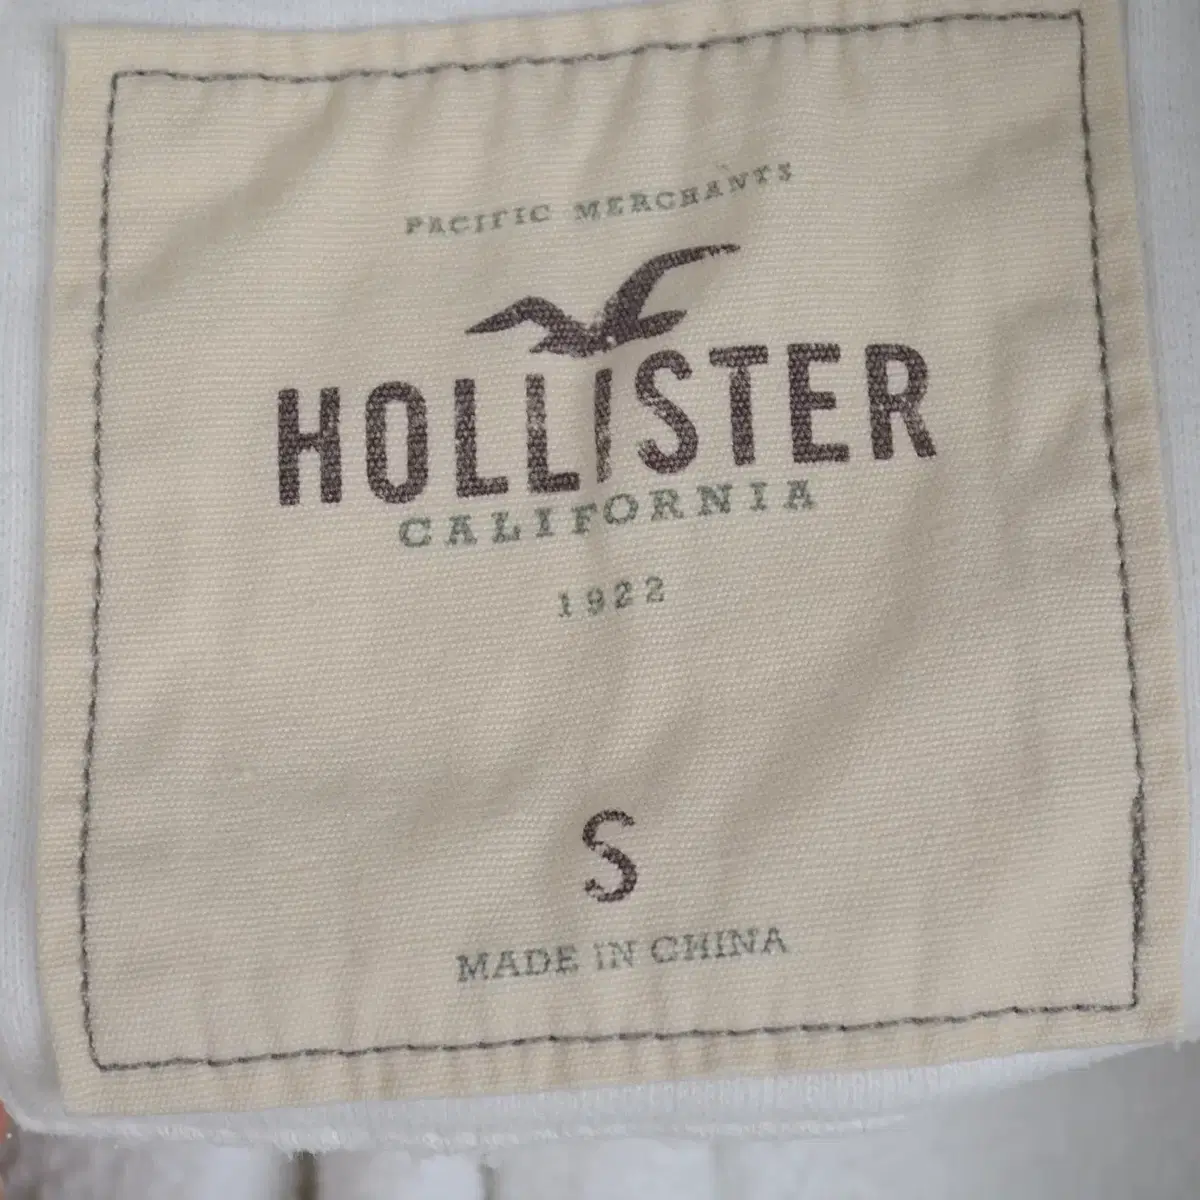 PACIFIC MERCHANTS
HOLLISTER
CALIFORNIA
1922
S
MADE IN CHINA